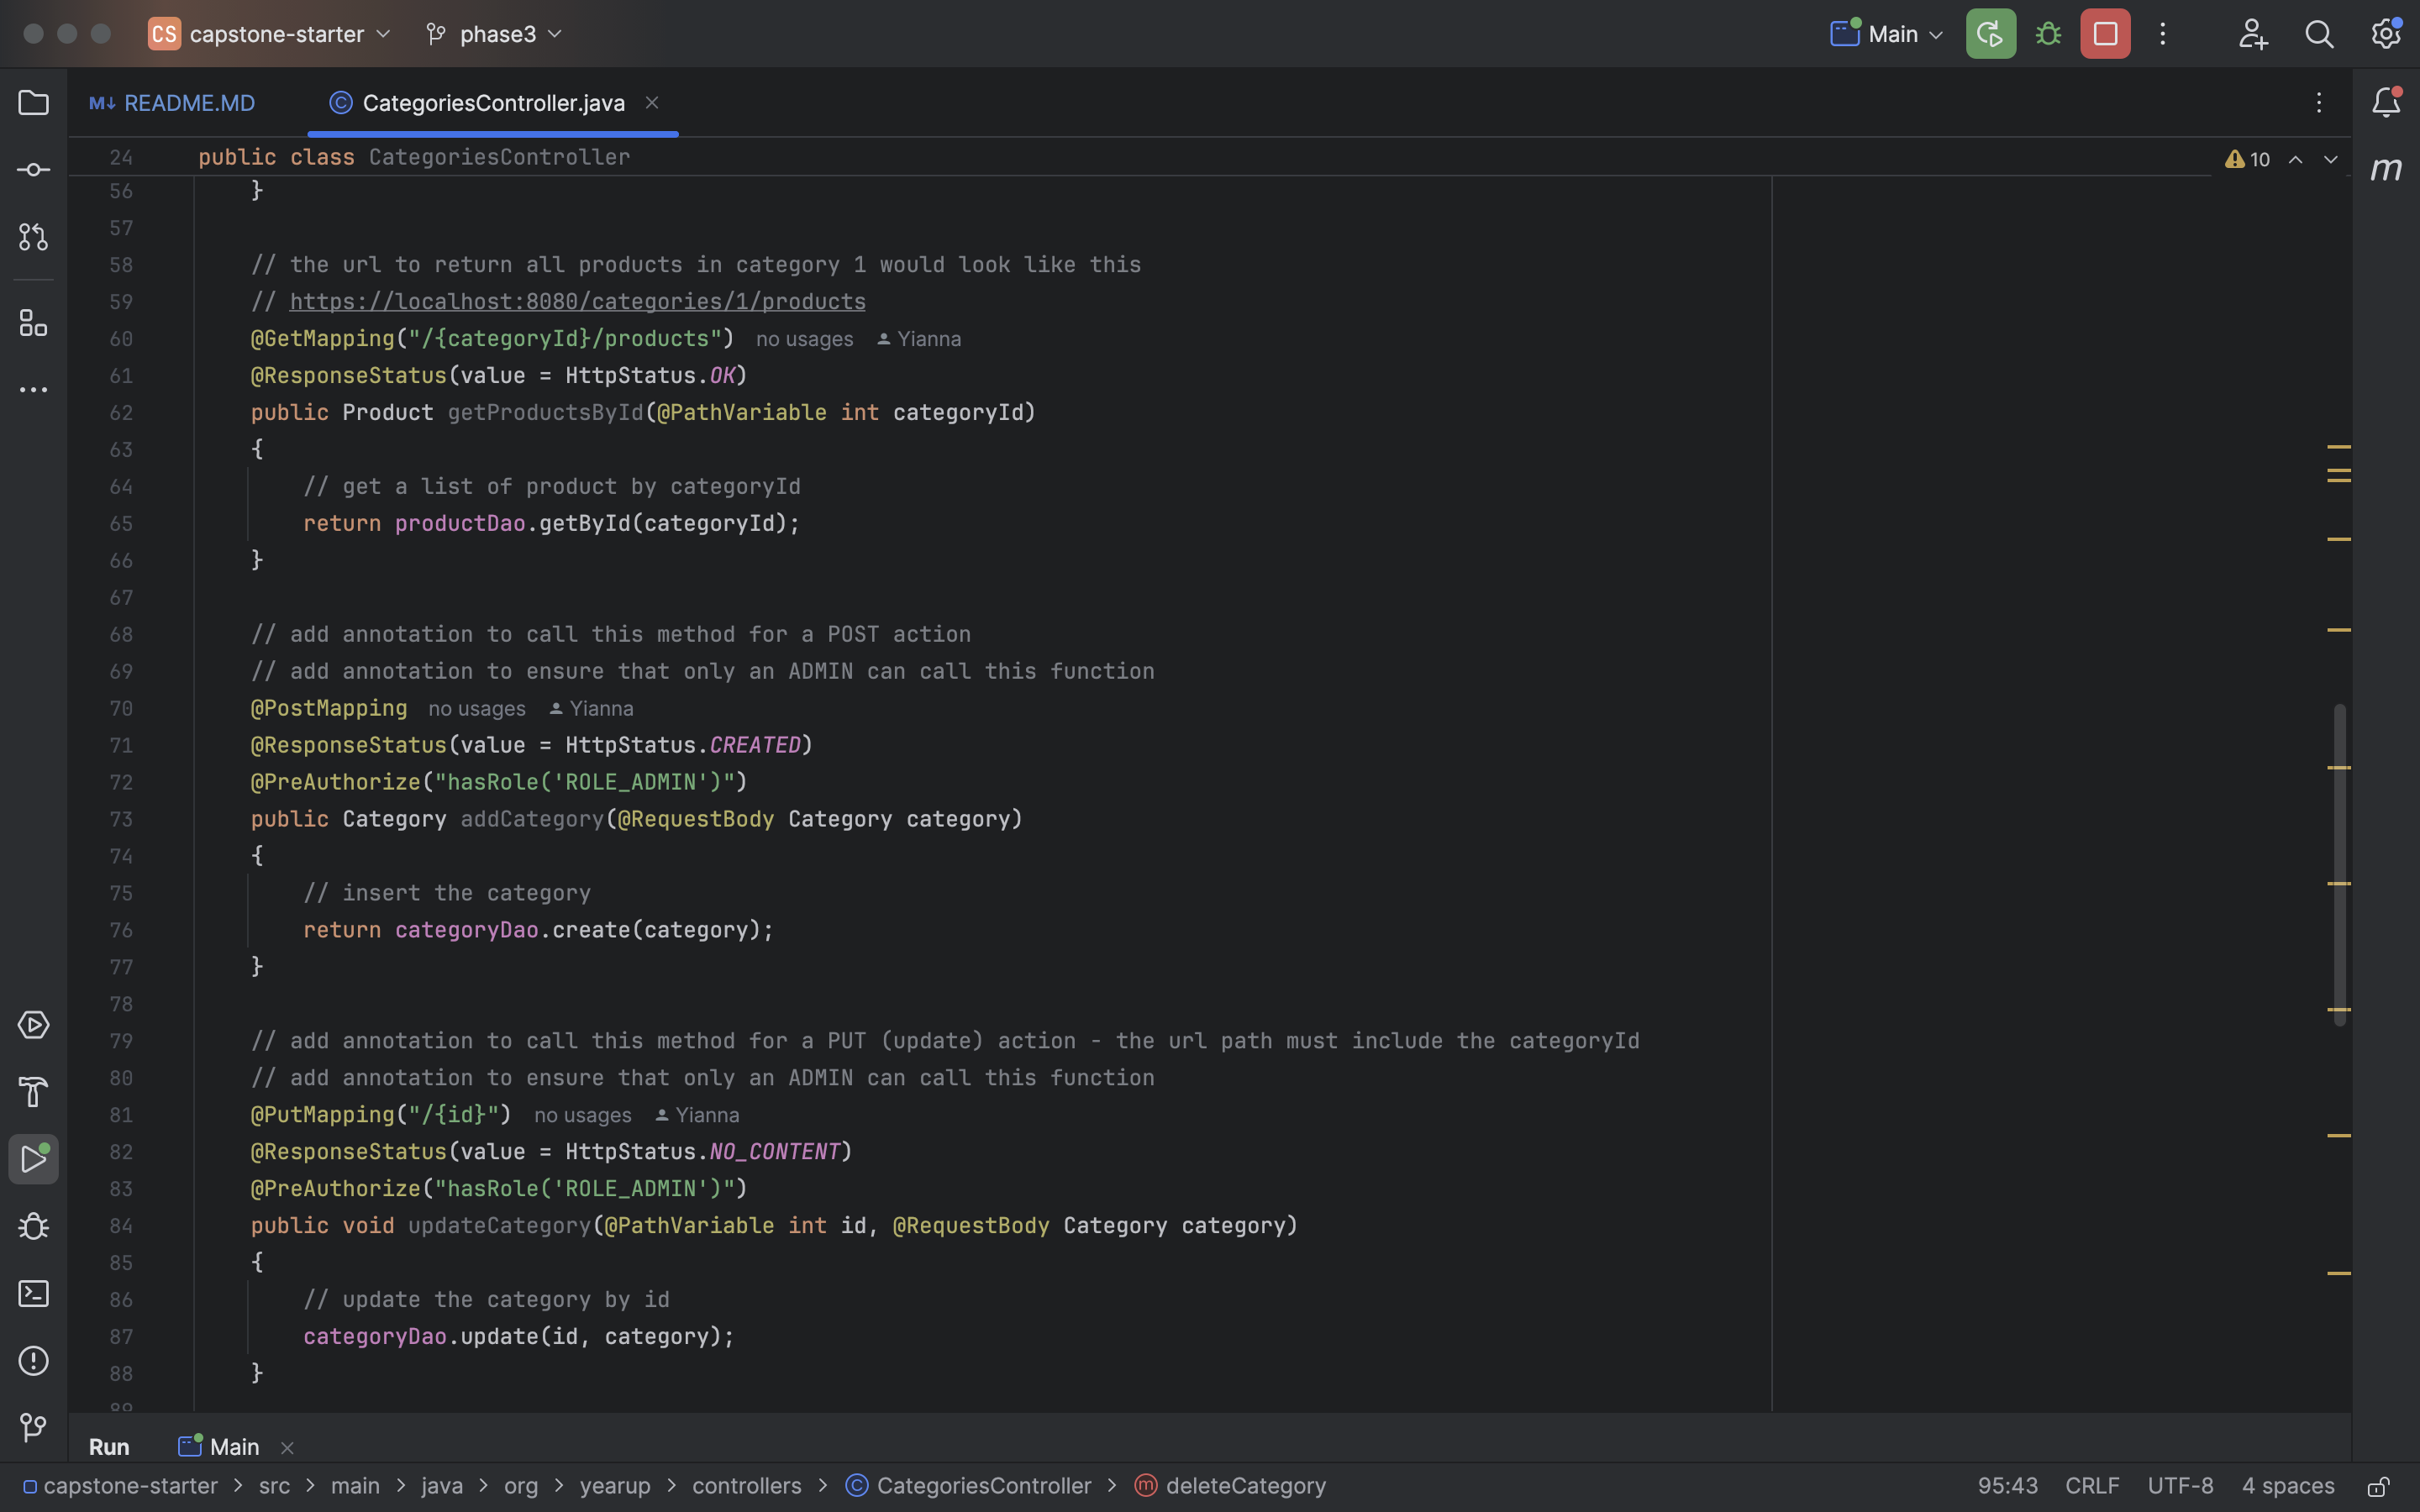 CS capstone-starter phase3 Main
M↓ README.MD CategoriesController.java
24 public class CategoriesController 10
56 }
57
58 // the url to return all products in category 1 would look like this
59 // https://localhost:8080/categories/1/products
60 @GetMapping("/{categoryId}/products") no usages Yianna
61 @ResponseStatus(value = HttpStatus.OK)
62 public Product getProductsById(@PathVariable int categoryId)
63 {
64 // get a list of product by categoryId
65 return productDao.getById(categoryId);
66 }
67
68 // add annotation to call this method for a POST action
69 // add annotation to ensure that only an ADMIN can call this function
70 @PostMapping no usages Yianna
71 @ResponseStatus(value = HttpStatus.CREATED)
72 @PreAuthorize("hasRole('ROLE_ADMIN')")
73 public Category addCategory(@RequestBody Category category)
74 {
75 // insert the category
76 return categoryDao.create(category);
77 }
78
79 // add annotation to call this method for a PUT (update) action - the url path must include the categoryId
80 // add annotation to ensure that only an ADMIN can call this function
81 @PutMapping("/{id}") no usages Yianna
82 @ResponseStatus(value = HttpStatus.NO_CONTENT)
83 @PreAuthorize("hasRole('ROLE_ADMIN')")
84 public void updateCategory(@PathVariable int id, @RequestBody Category category)
85 {
86 // update the category by id
87 categoryDao.update(id, category);
88 }
89
Run Main
capstone-starter > src > main > java > org > yearup > controllers > CategoriesController > deleteCategory 95:43 CRLF UTF-8 4 spaces